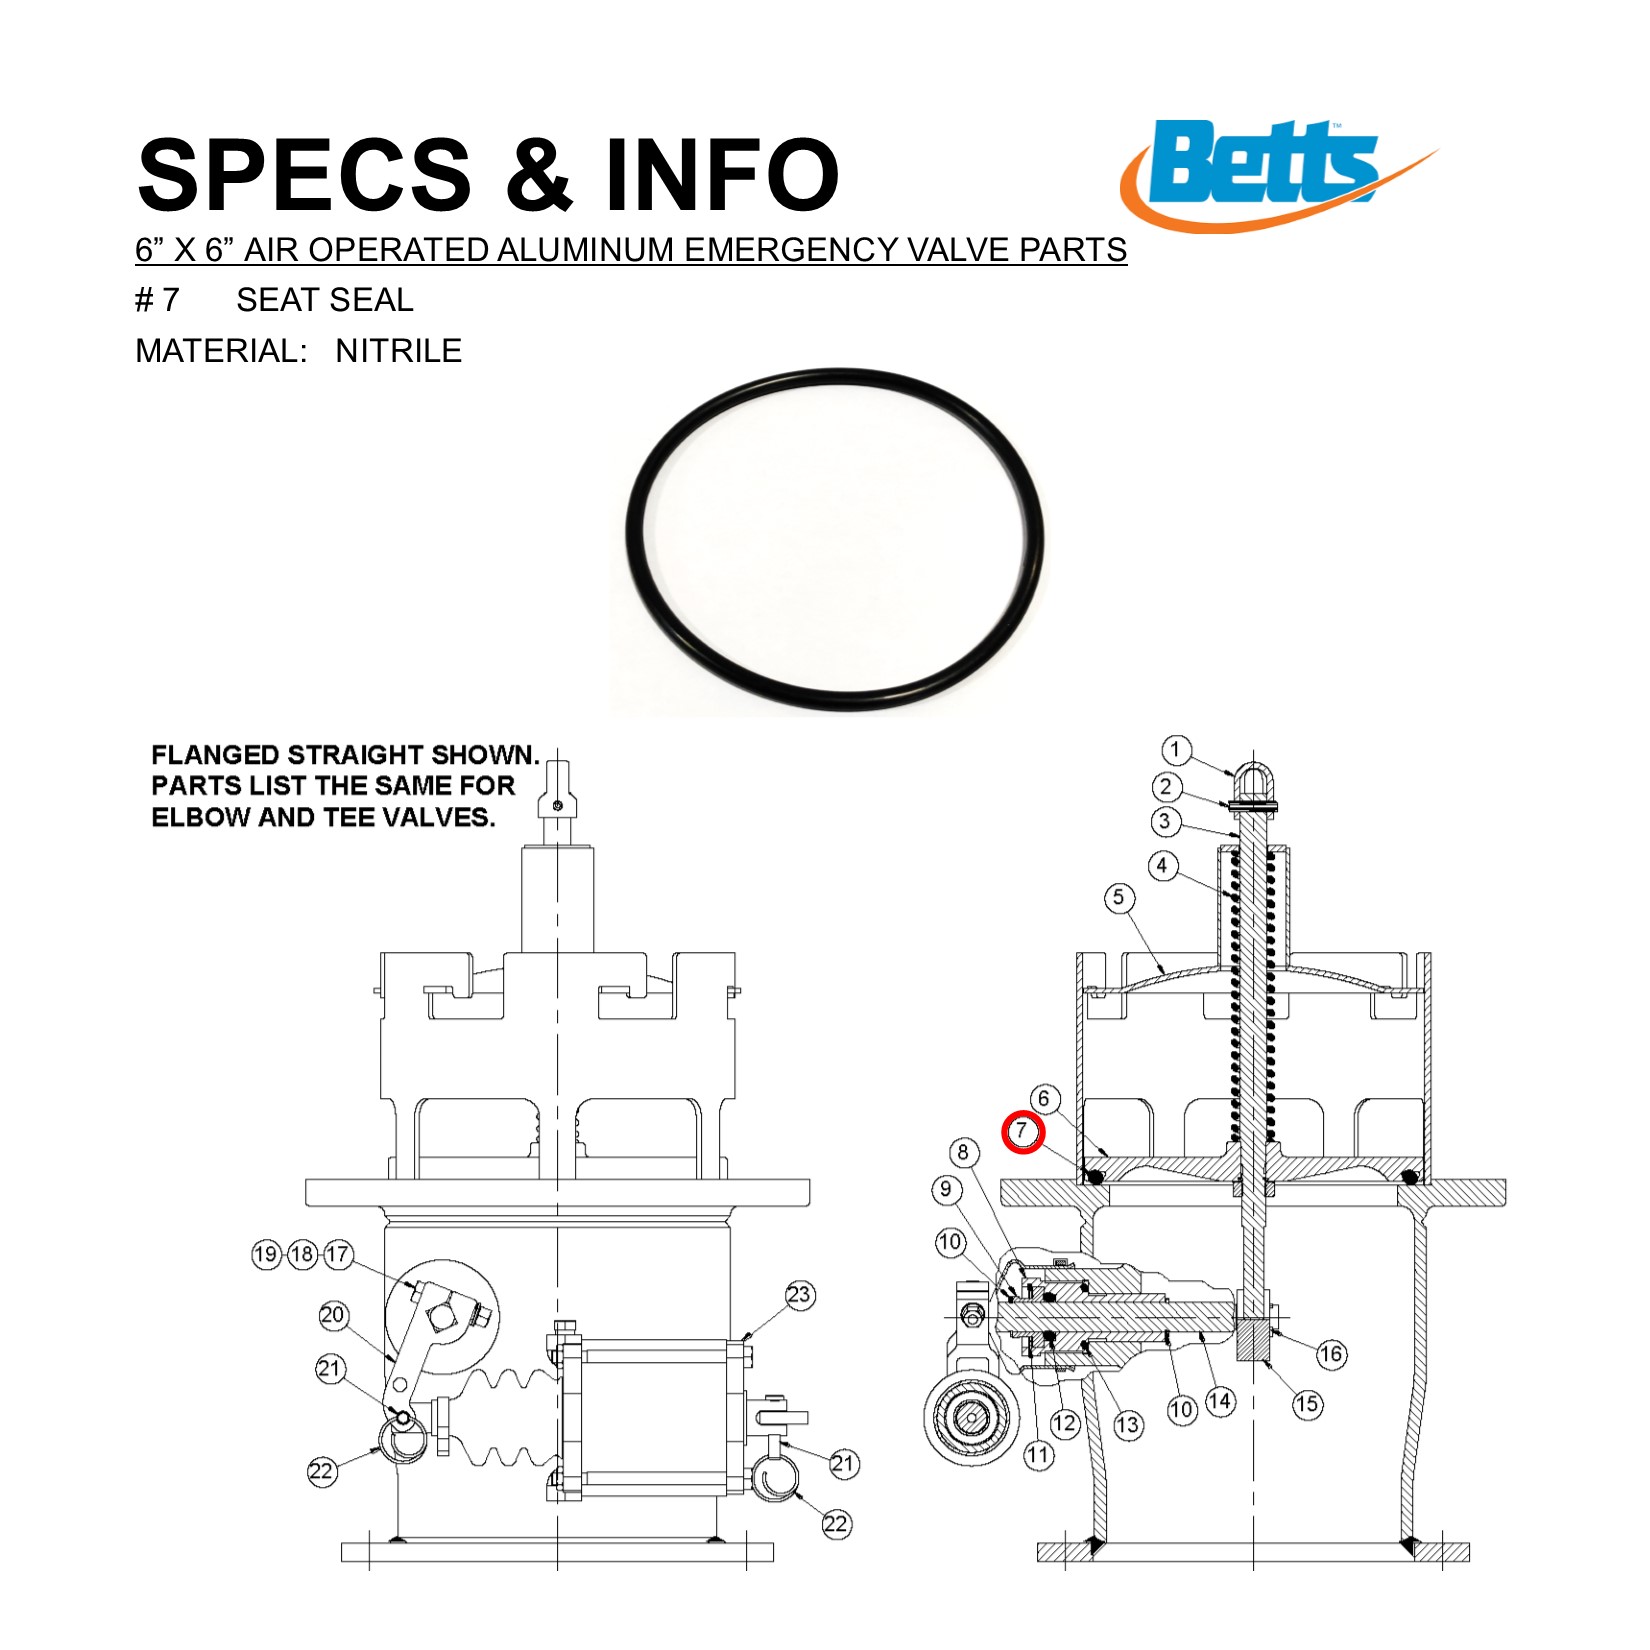 SPECS & INFO
Betts™
6” X 6” AIR OPERATED ALUMINUM EMERGENCY VALVE PARTS
# 7 SEAT SEAL
MATERIAL: NITRILE
FLANGED STRAIGHT SHOWN.
PARTS LIST THE SAME FOR
ELBOW AND TEE VALVES.
19 18 17
20
21
22
23
21
22
1
2
3
4
5
6
7
8
9
10
11
12
13
10
14
15
16